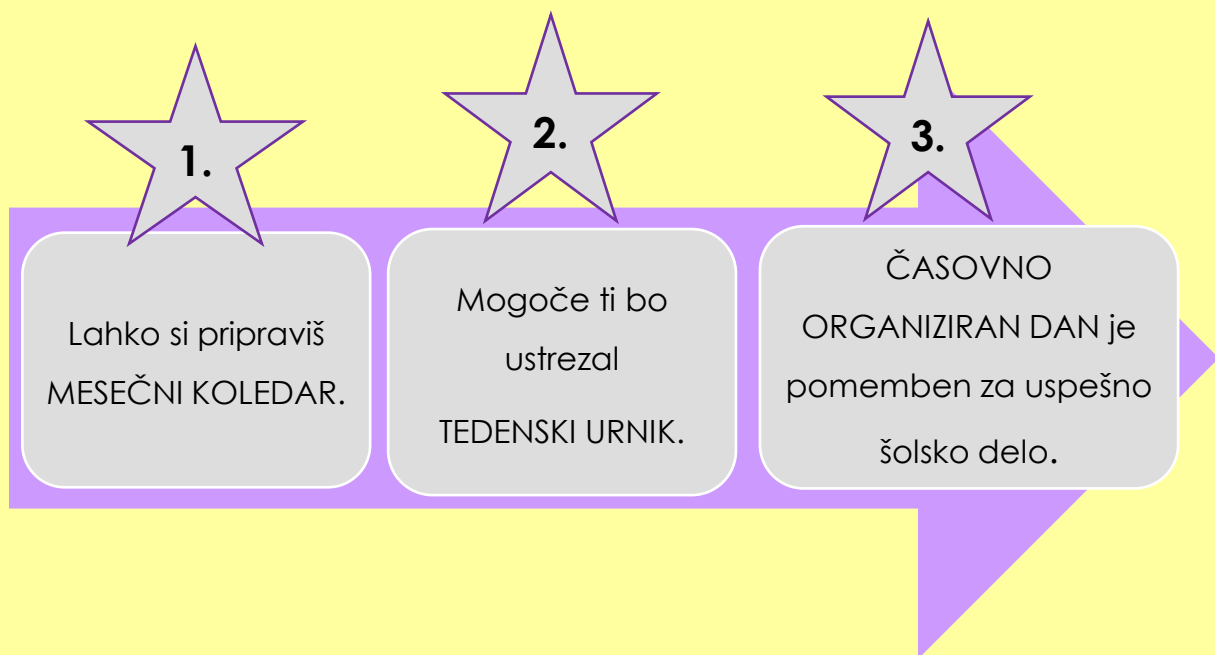 1.
Lahko si pripraviš
MESEČNI KOLEDAR.
2.
Mogoče ti bo
ustrezal
TEDENSKI URNIK.
3.
ČASOVNO
ORGANIZIRAN DAN je
pomemben za uspešno
šolsko delo.